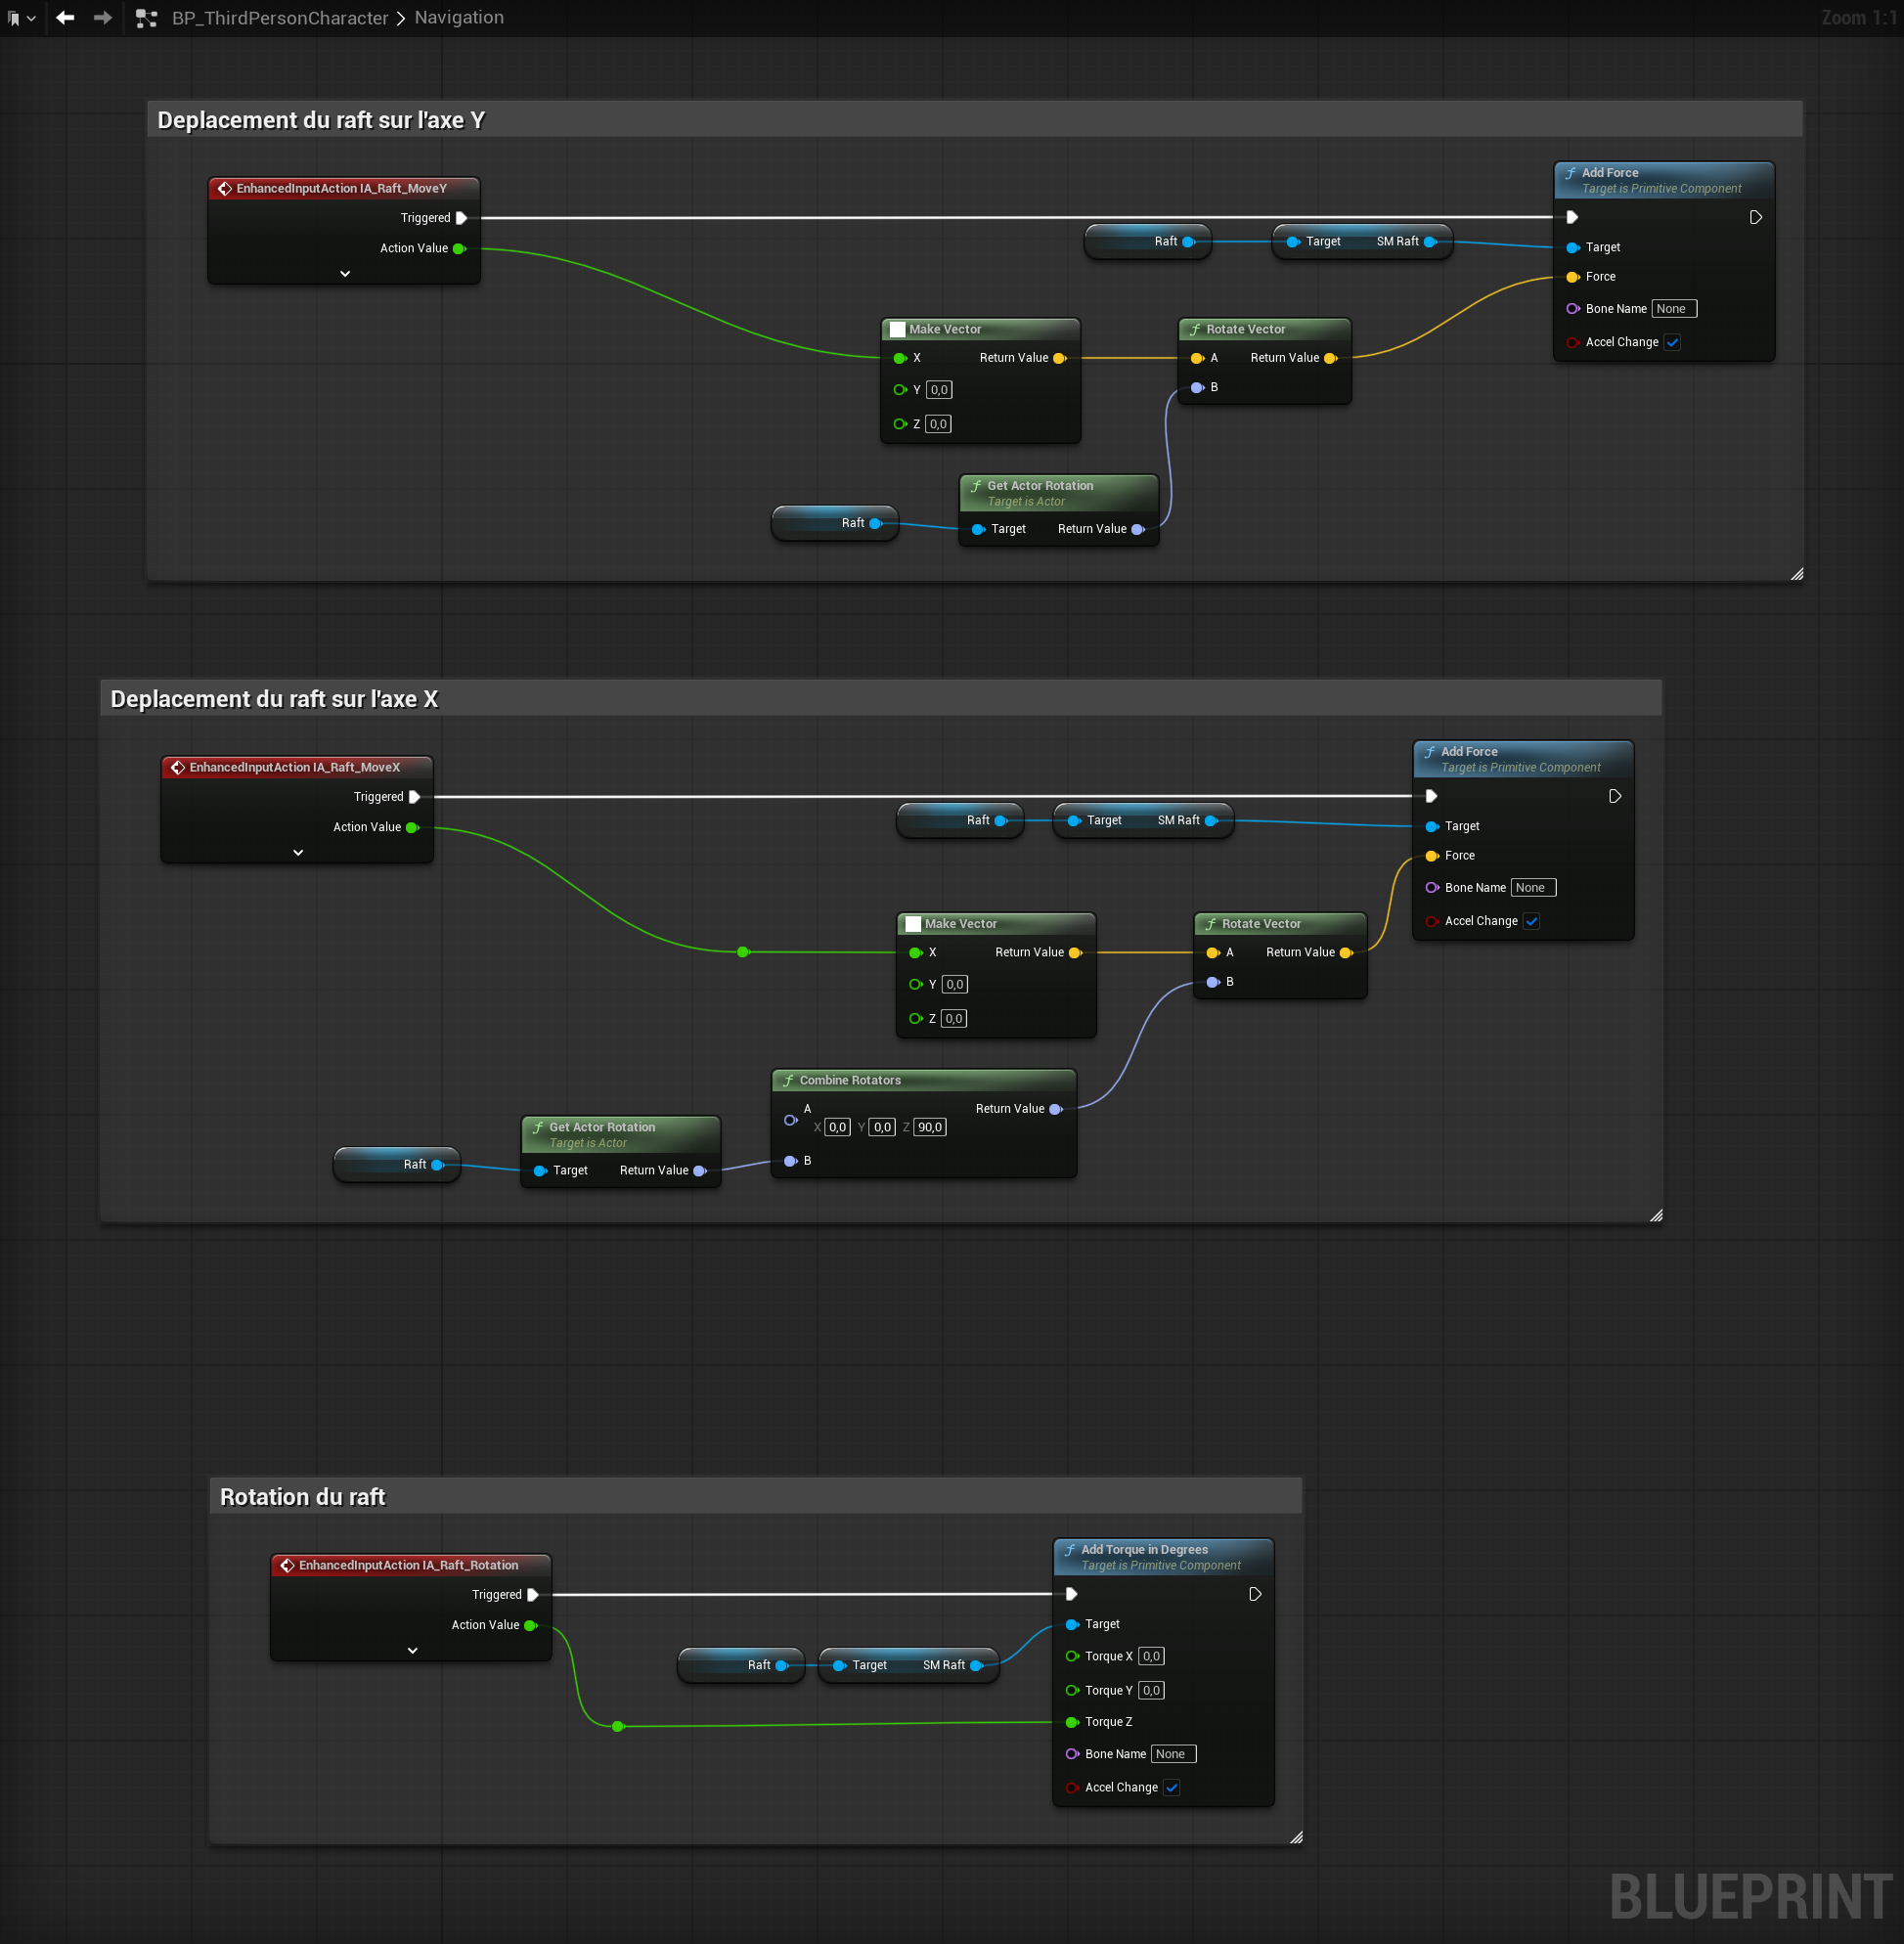 BP_ThirdPersonCharacter > Navigation
Zoom 1:1
Deplacement du raft sur l'axe Y
EnhancedInputAction IA_Raft_MoveY
Triggered
Action Value
Raft
Target SM Raft
Add Force
Target is Primitive Component
Target
Force
Bone Name None
Accel Change
Make Vector
X Return Value
Y 0,0
Z 0,0
Rotate Vector
A Return Value
B
Raft
Get Actor Rotation
Target is Actor
Target Return Value
Deplacement du raft sur l'axe X
EnhancedInputAction IA_Raft_MoveX
Triggered
Action Value
Raft
Target SM Raft
Add Force
Target is Primitive Component
Target
Force
Bone Name None
Accel Change
Make Vector
X Return Value
Y 0,0
Z 0,0
Rotate Vector
A Return Value
B
Combine Rotators
A Return Value
X 0,0 Y 0,0 Z 90,0
B
Raft
Get Actor Rotation
Target is Actor
Target Return Value
Rotation du raft
EnhancedInputAction IA_Raft_Rotation
Triggered
Action Value
Raft
Target SM Raft
Add Torque in Degrees
Target is Primitive Component
Target
Torque X 0,0
Torque Y 0,0
Torque Z
Bone Name None
Accel Change
BLUEPRINT